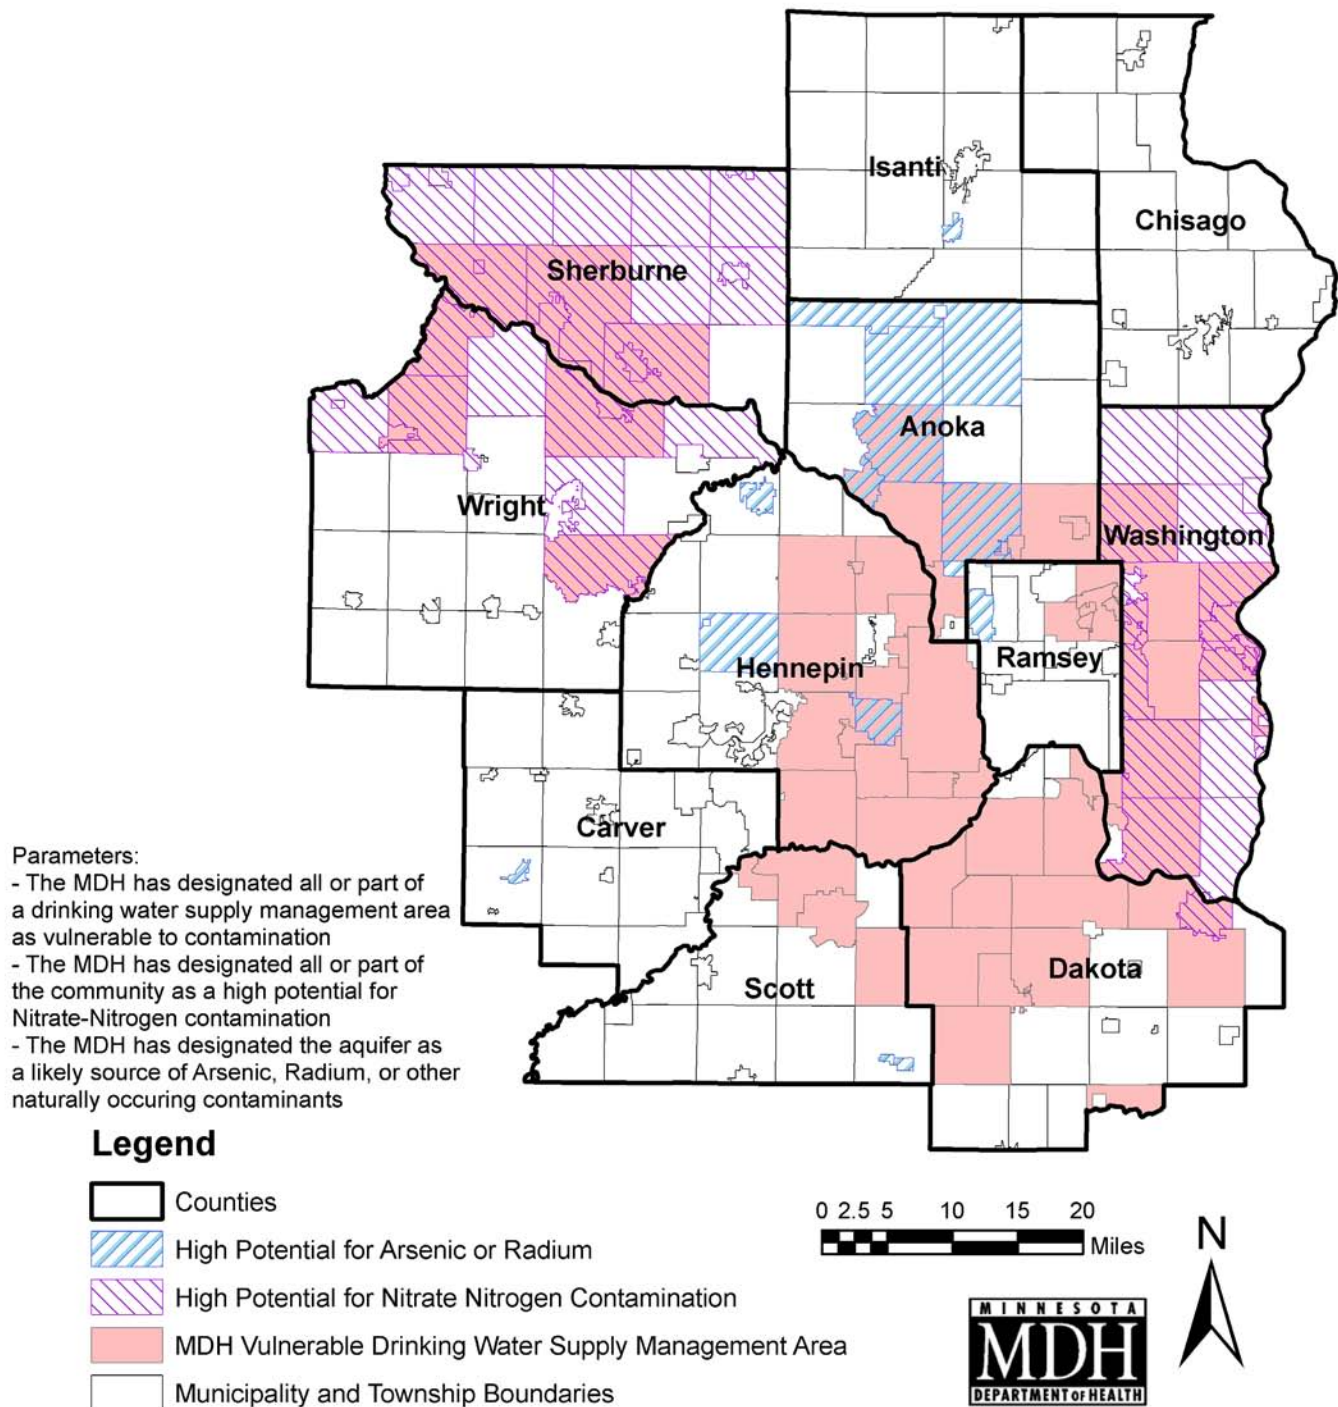 Isanti
Chisago
Sherburne
Anoka
Wright
Washington
Hennepin
Ramsey
Carver
Scott
Dakota
Parameters:
- The MDH has designated all or part of
a drinking water supply management area
as vulnerable to contamination
- The MDH has designated all or part of
the community as a high potential for
Nitrate-Nitrogen contamination
- The MDH has designated the aquifer as
a likely source of Arsenic, Radium, or other
naturally occuring contaminants
Legend
Counties
High Potential for Arsenic or Radium
High Potential for Nitrate Nitrogen Contamination
MDH Vulnerable Drinking Water Supply Management Area
Municipality and Township Boundaries
0 2.5 5 10 15 20
Miles
N
MINNESOTA
MDH
DEPARTMENT OF HEALTH